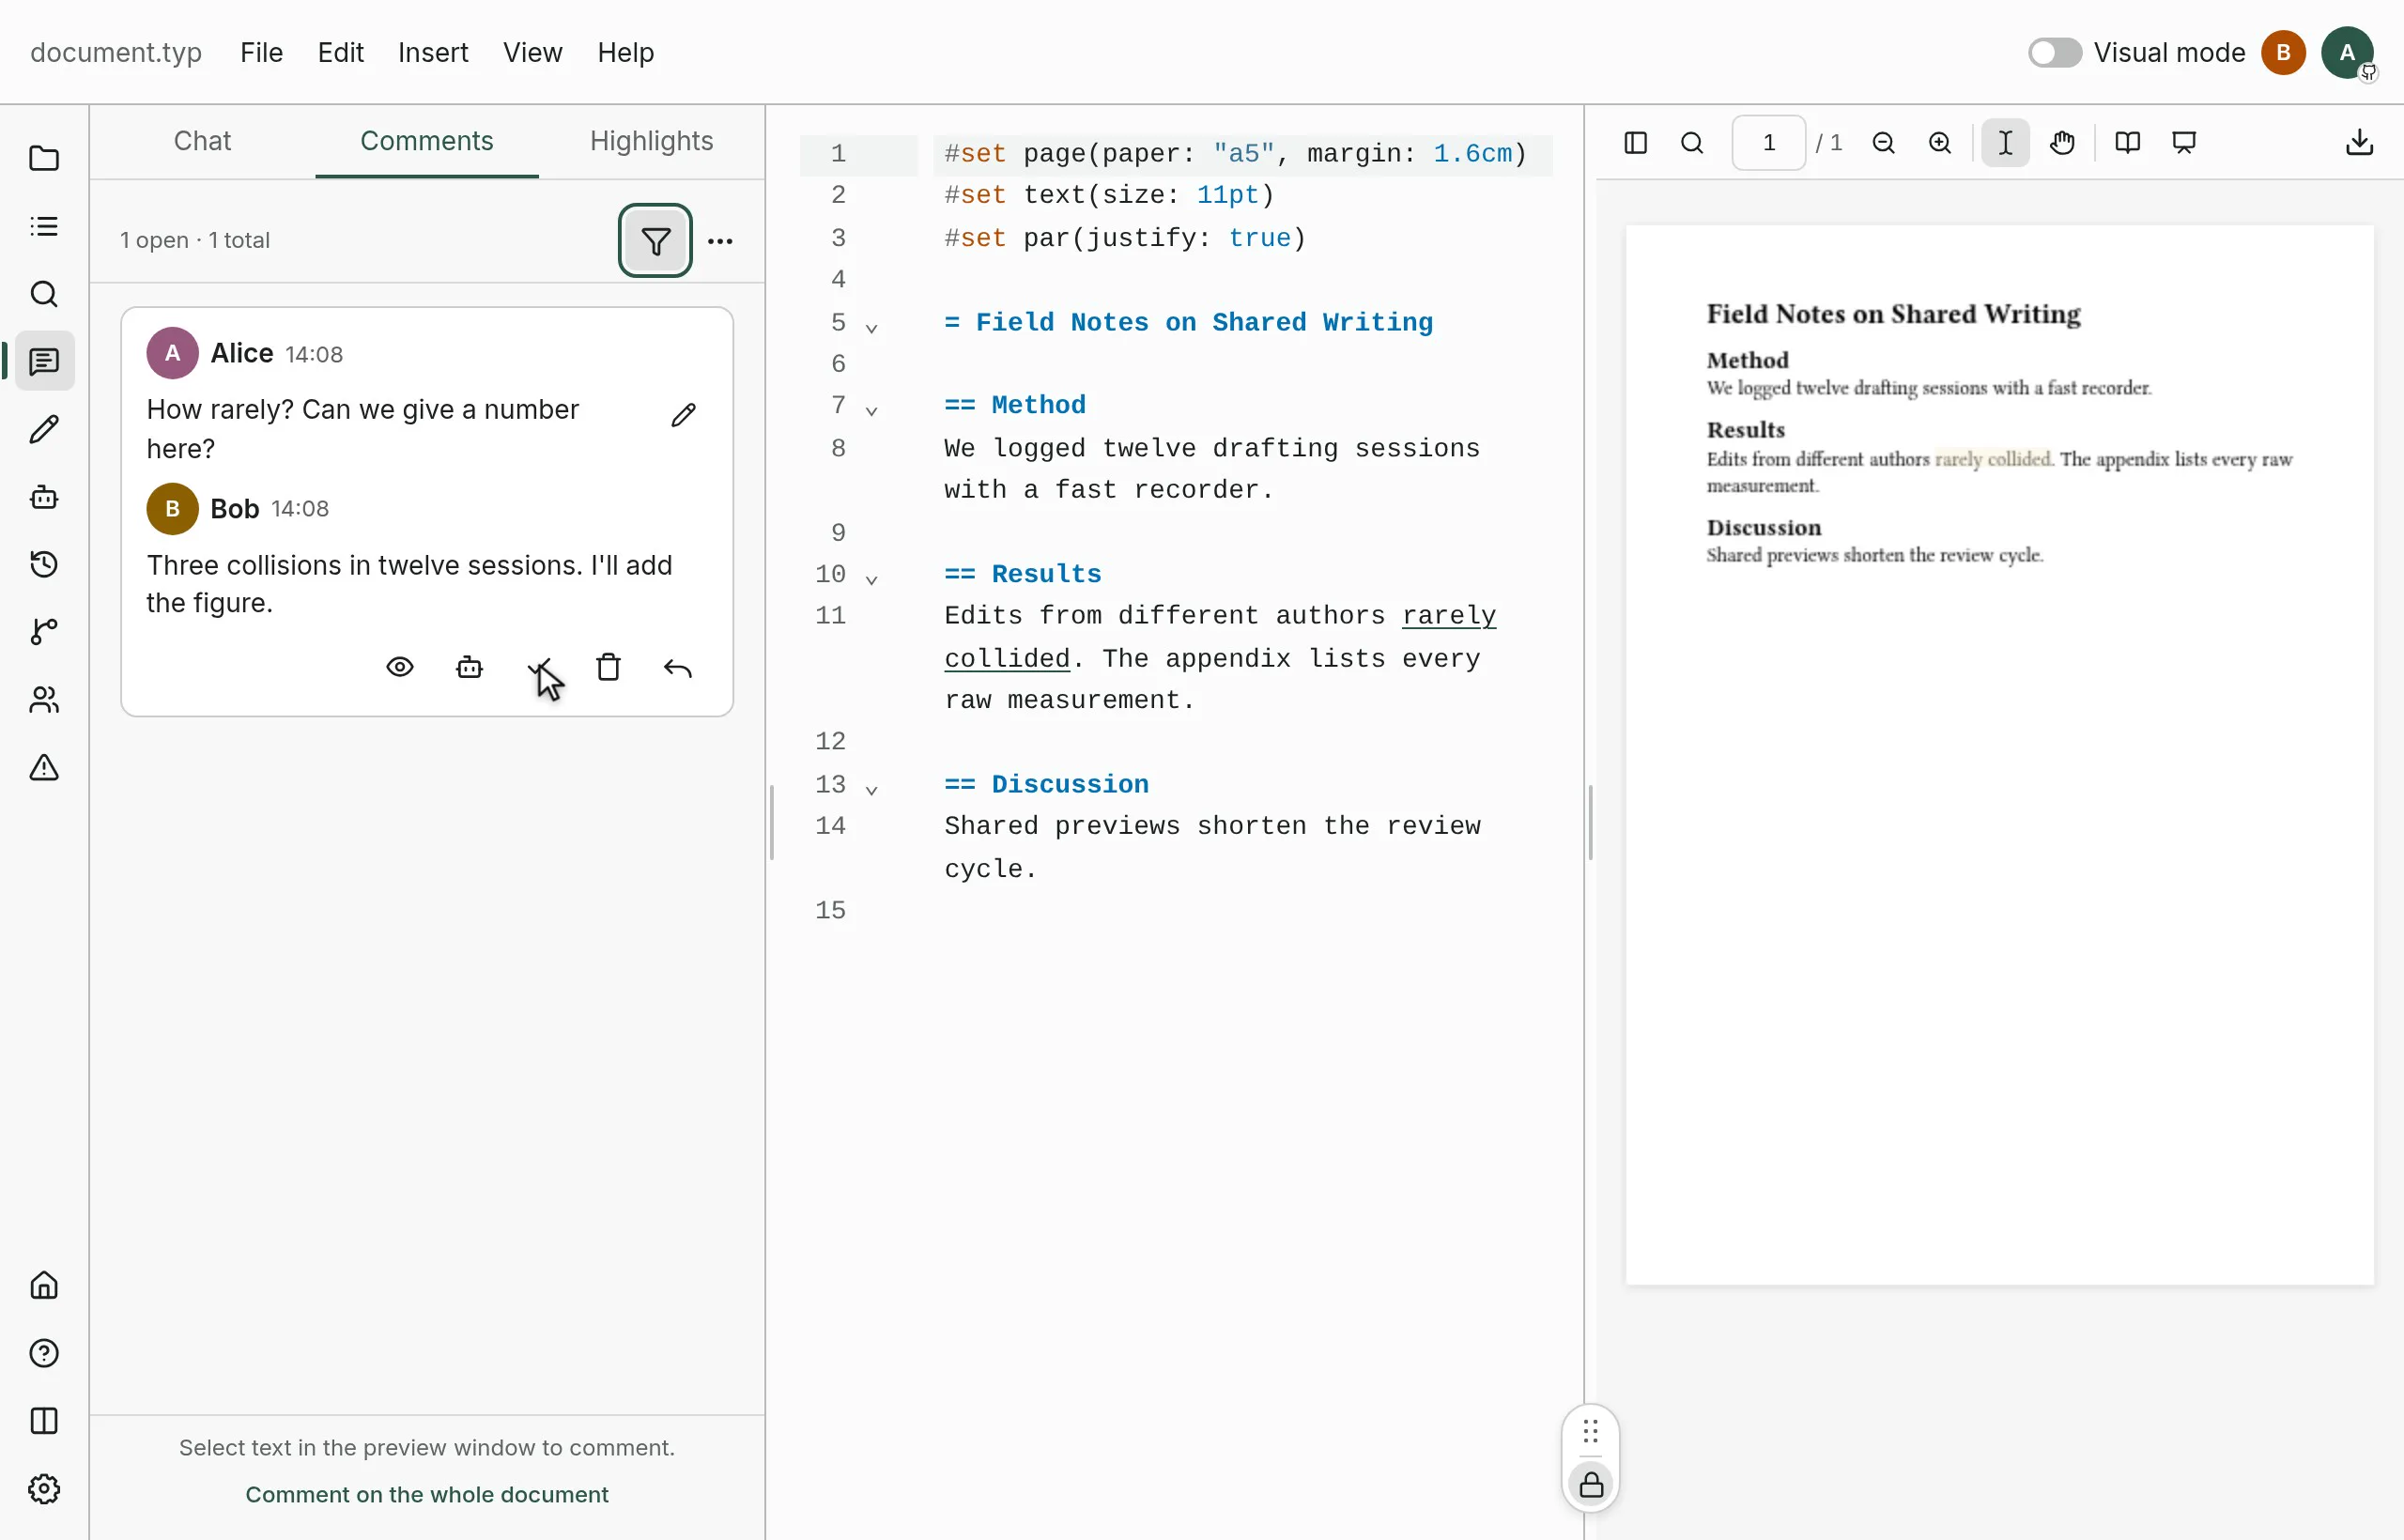 document.typ File Edit Insert View Help
Visual mode B A
Chat Comments Highlights
1 open · 1 total
A Alice 14:08
How rarely? Can we give a number
here?
B Bob 14:08
Three collisions in twelve sessions. I'll add
the figure.
Select text in the preview window to comment.
Comment on the whole document
1 #set page(paper: "a5", margin: 1.6cm)
2 #set text(size: 11pt)
3 #set par(justify: true)
4
5 = Field Notes on Shared Writing
6
7 == Method
8 We logged twelve drafting sessions
with a fast recorder.
9
10 == Results
11 Edits from different authors rarely
collided. The appendix lists every
raw measurement.
12
13 == Discussion
14 Shared previews shorten the review
cycle.
15
1 / 1
Field Notes on Shared Writing
Method
We logged twelve drafting sessions with a fast recorder.
Results
Edits from different authors rarely collided. The appendix lists every raw
measurement.
Discussion
Shared previews shorten the review cycle.